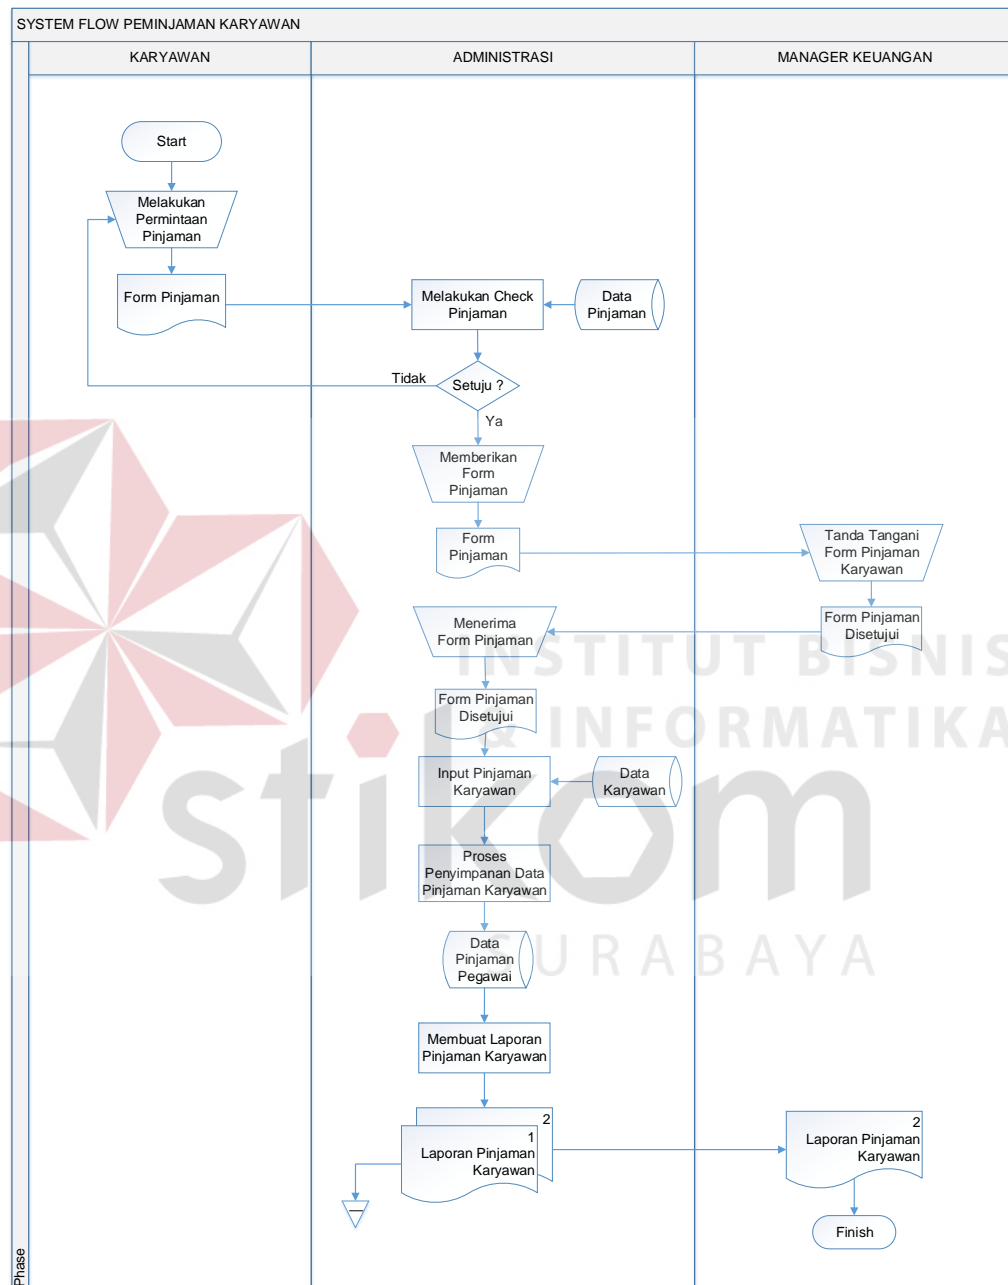 SYSTEM FLOW PEMINJAMAN KARYAWAN
KARYAWAN
ADMINISTRASI
MANAGER KEUANGAN
Start
Melakukan
Permintaan
Pinjaman
Form Pinjaman
Melakukan Check
Pinjaman
Data
Pinjaman
Tidak
Setuju ?
Ya
Memberikan
Form
Pinjaman
Form
Pinjaman
Tanda Tangani
Form Pinjaman
Karyawan
Form Pinjaman
Disetujui
Menerima
Form Pinjaman
Form Pinjaman
Disetujui
Input Pinjaman
Karyawan
Data
Karyawan
Proses
Penyimpanan Data
Pinjaman Karyawan
Data
Pinjaman
Pegawai
Membuat Laporan
Pinjaman Karyawan
2
1
Laporan Pinjaman
Karyawan
2
Laporan Pinjaman
Karyawan
Finish
Phase
INSTITUT BISNIS
& INFORMATIKA
stikom
SURABAYA